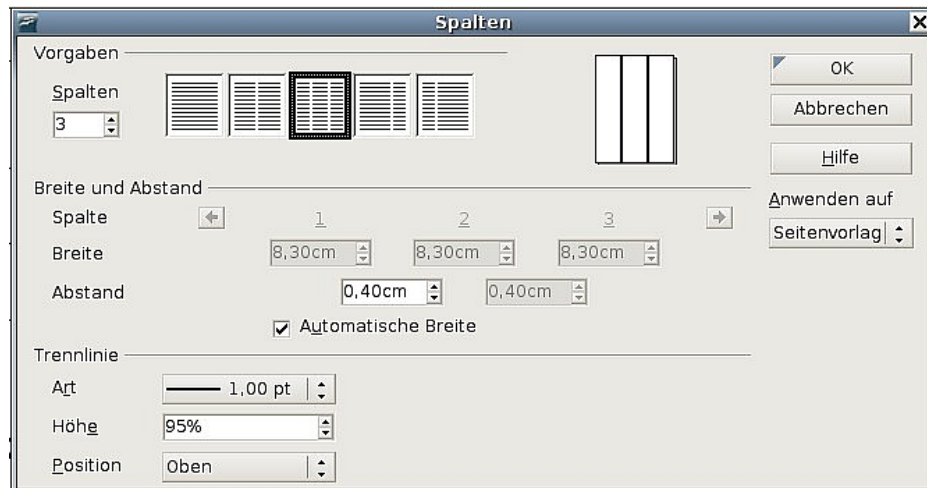 Spalten
Vorgaben
Spalten
3
OK
Abbrechen
Hilfe
Anwenden auf
Seitenvorlag
Breite und Abstand
Spalte 1 2 3
Breite 8,30cm 8,30cm 8,30cm
Abstand 0,40cm 0,40cm
Automatische Breite
Trennlinie
Art 1,00 pt
Höhe 95%
Position Oben